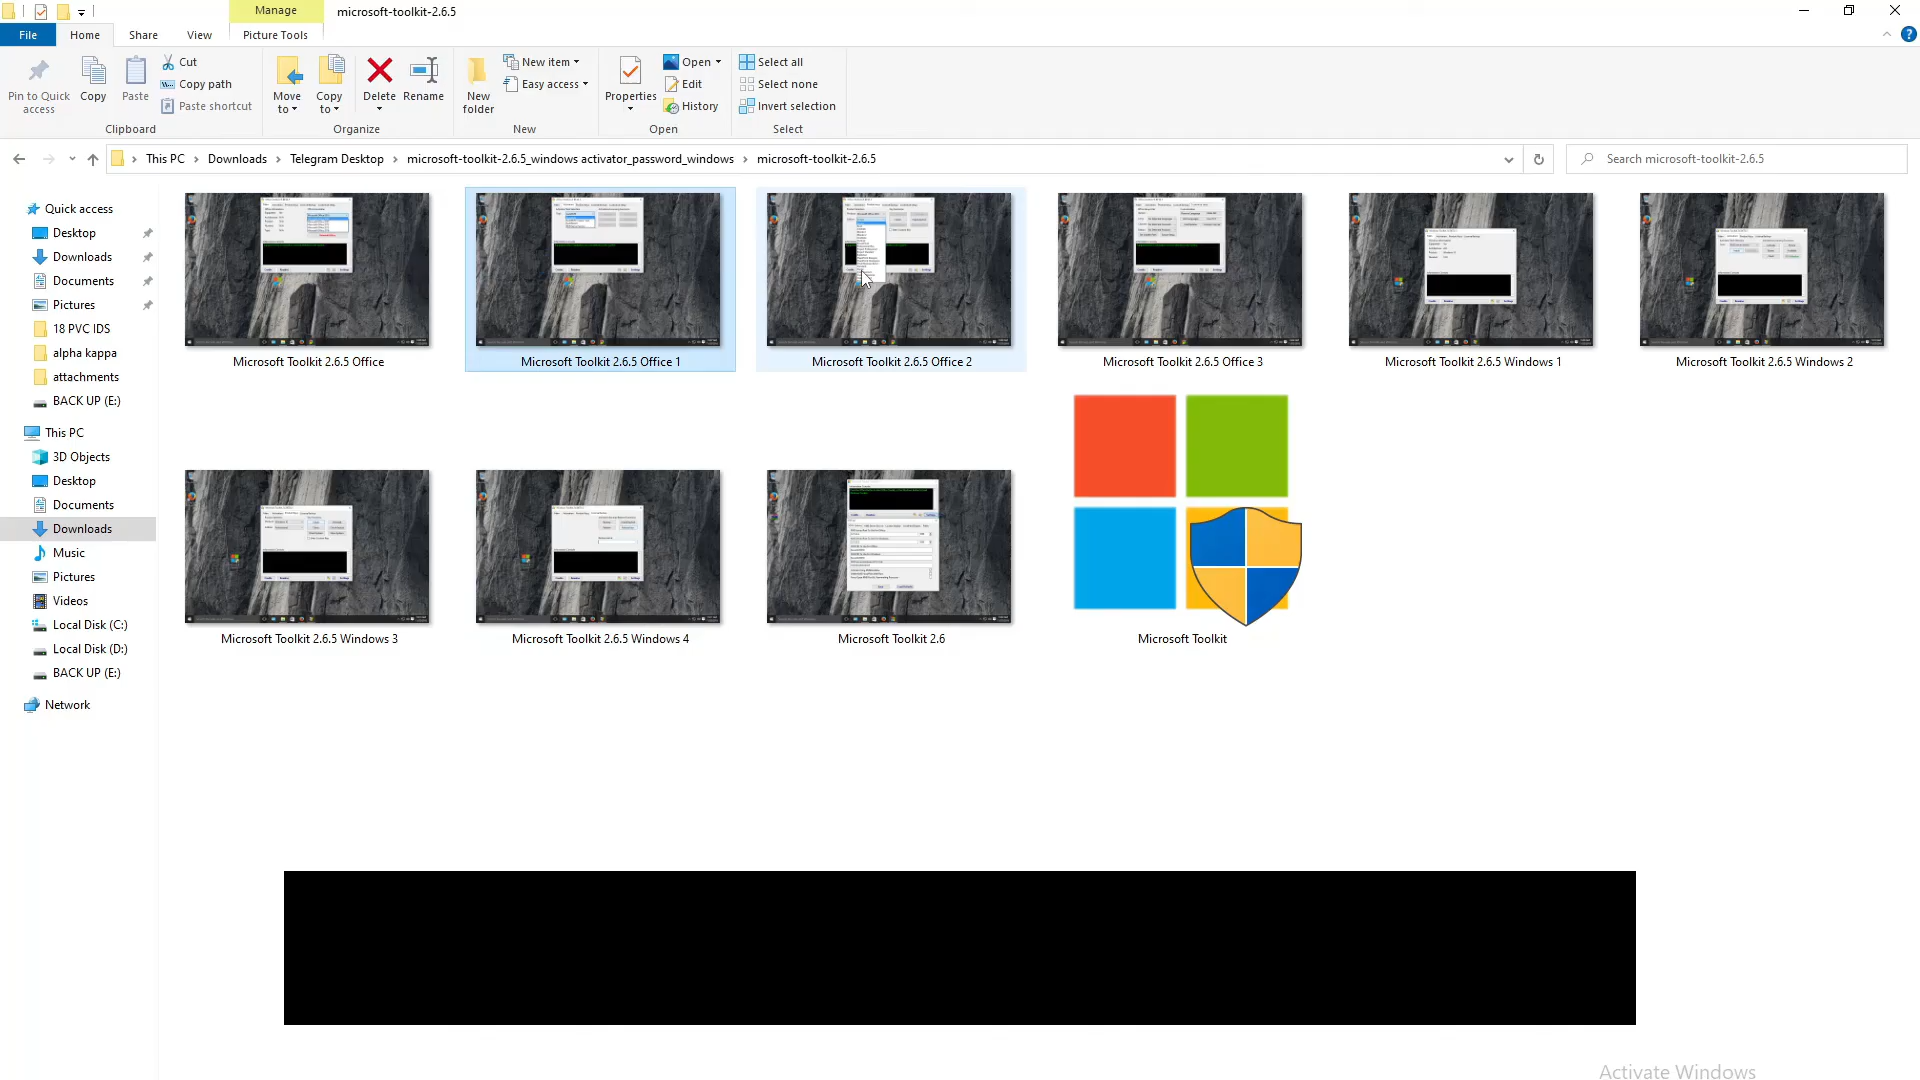 Manage
microsoft-toolkit-2.6.5
File
Home
Share
View
Picture Tools
Pin to Quick access
Copy
Paste
Cut
Copy path
Paste shortcut
Clipboard
Move to
Copy to
Delete
Rename
Organize
New folder
New item
Easy access
New
Properties
Open
Edit
History
Open
Select all
Select none
Invert selection
Select
This PC > Downloads > Telegram Desktop > microsoft-toolkit-2.6.5_windows activator_password_windows > microsoft-toolkit-2.6.5
Search microsoft-toolkit-2.6.5
Quick access
Desktop
Downloads
Documents
Pictures
18 PVC IDS
alpha kappa
attachments
BACK UP (E:)
This PC
3D Objects
Desktop
Documents
Downloads
Music
Pictures
Videos
Local Disk (C:)
Local Disk (D:)
BACK UP (E:)
Network
Microsoft Toolkit 2.6.5 Office
Microsoft Toolkit 2.6.5 Office 1
Microsoft Toolkit 2.6.5 Office 2
Microsoft Toolkit 2.6.5 Office 3
Microsoft Toolkit 2.6.5 Windows 1
Microsoft Toolkit 2.6.5 Windows 2
Microsoft Toolkit 2.6.5 Windows 3
Microsoft Toolkit 2.6.5 Windows 4
Microsoft Toolkit 2.6
Microsoft Toolkit
Activate Windows